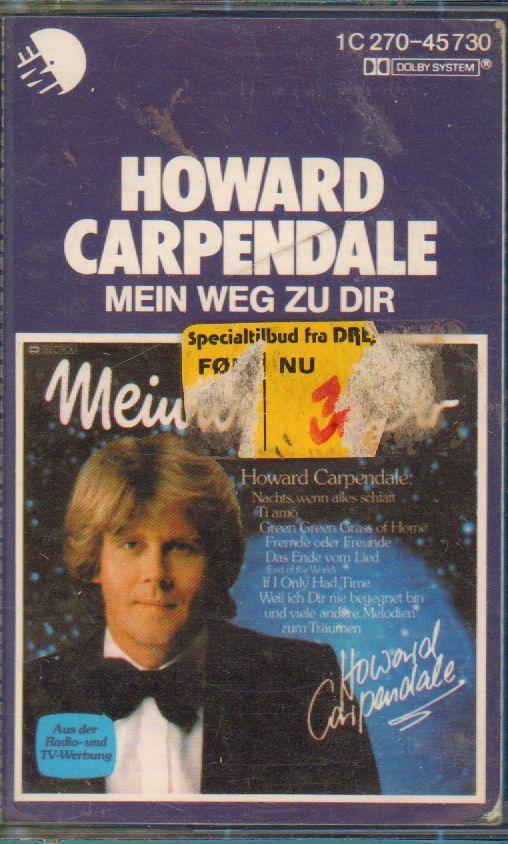 EMI
1C 270-45 730
DOLBY SYSTEM®
HOWARD
CARPENDALE
MEIN WEG ZU DIR
Specialtilbud fra
NU
3
Howard Carpendale:
Nachts, wenn alles schläft
Ti amo
Green Green Grass of Home
Fremde oder Freunde
Das Ende vom Lied
(End of the World)
If I Only Had Time
Weil ich Dir nie begegnet bin
und viele andere Melodien
zum Träumen
Howard
Carpendale
Aus der
Radio- und
TV-Werbung